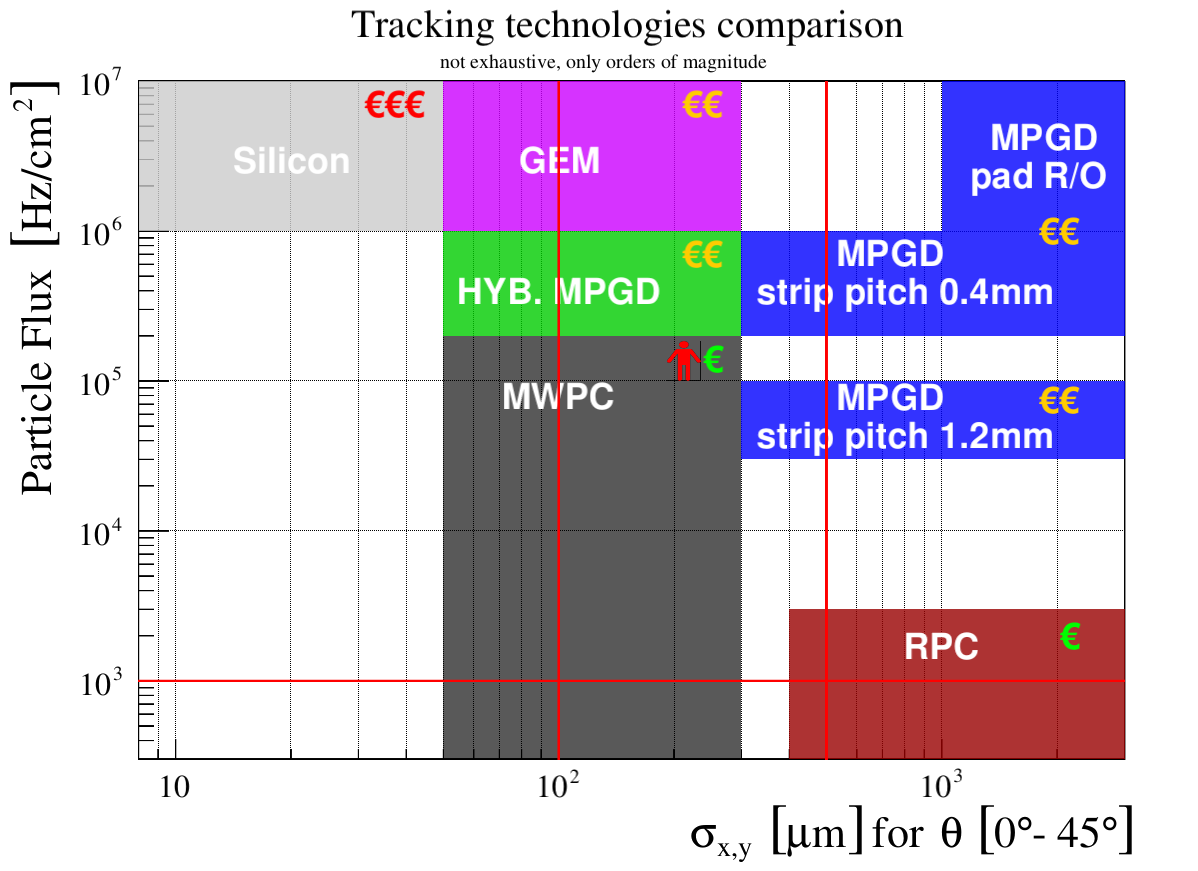 Tracking technologies comparison
not exhaustive, only orders of magnitude
Particle Flux [Hz/cm²]
10⁷
10⁶
10⁵
10⁴
10³
€€€
Silicon
€€
GEM
MPGD
pad R/O
€€
€€
HYB. MPGD
MPGD
strip pitch 0.4mm
€
MWPC
MPGD
strip pitch 1.2mm
€€
RPC
€
10
10²
10³
σx,y [μm] for θ [0°- 45°]